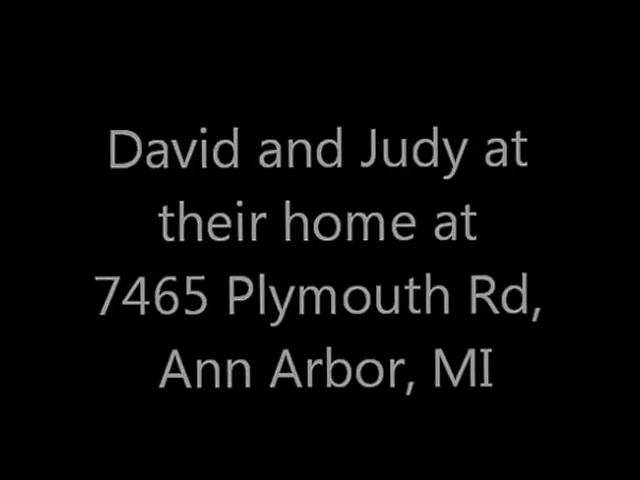 David and Judy at
their home at
7465 Plymouth Rd,
Ann Arbor, MI